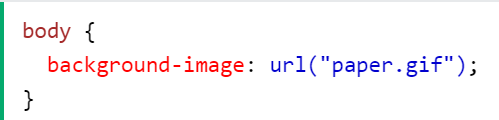 body {
  background-image: url("paper.gif");
}